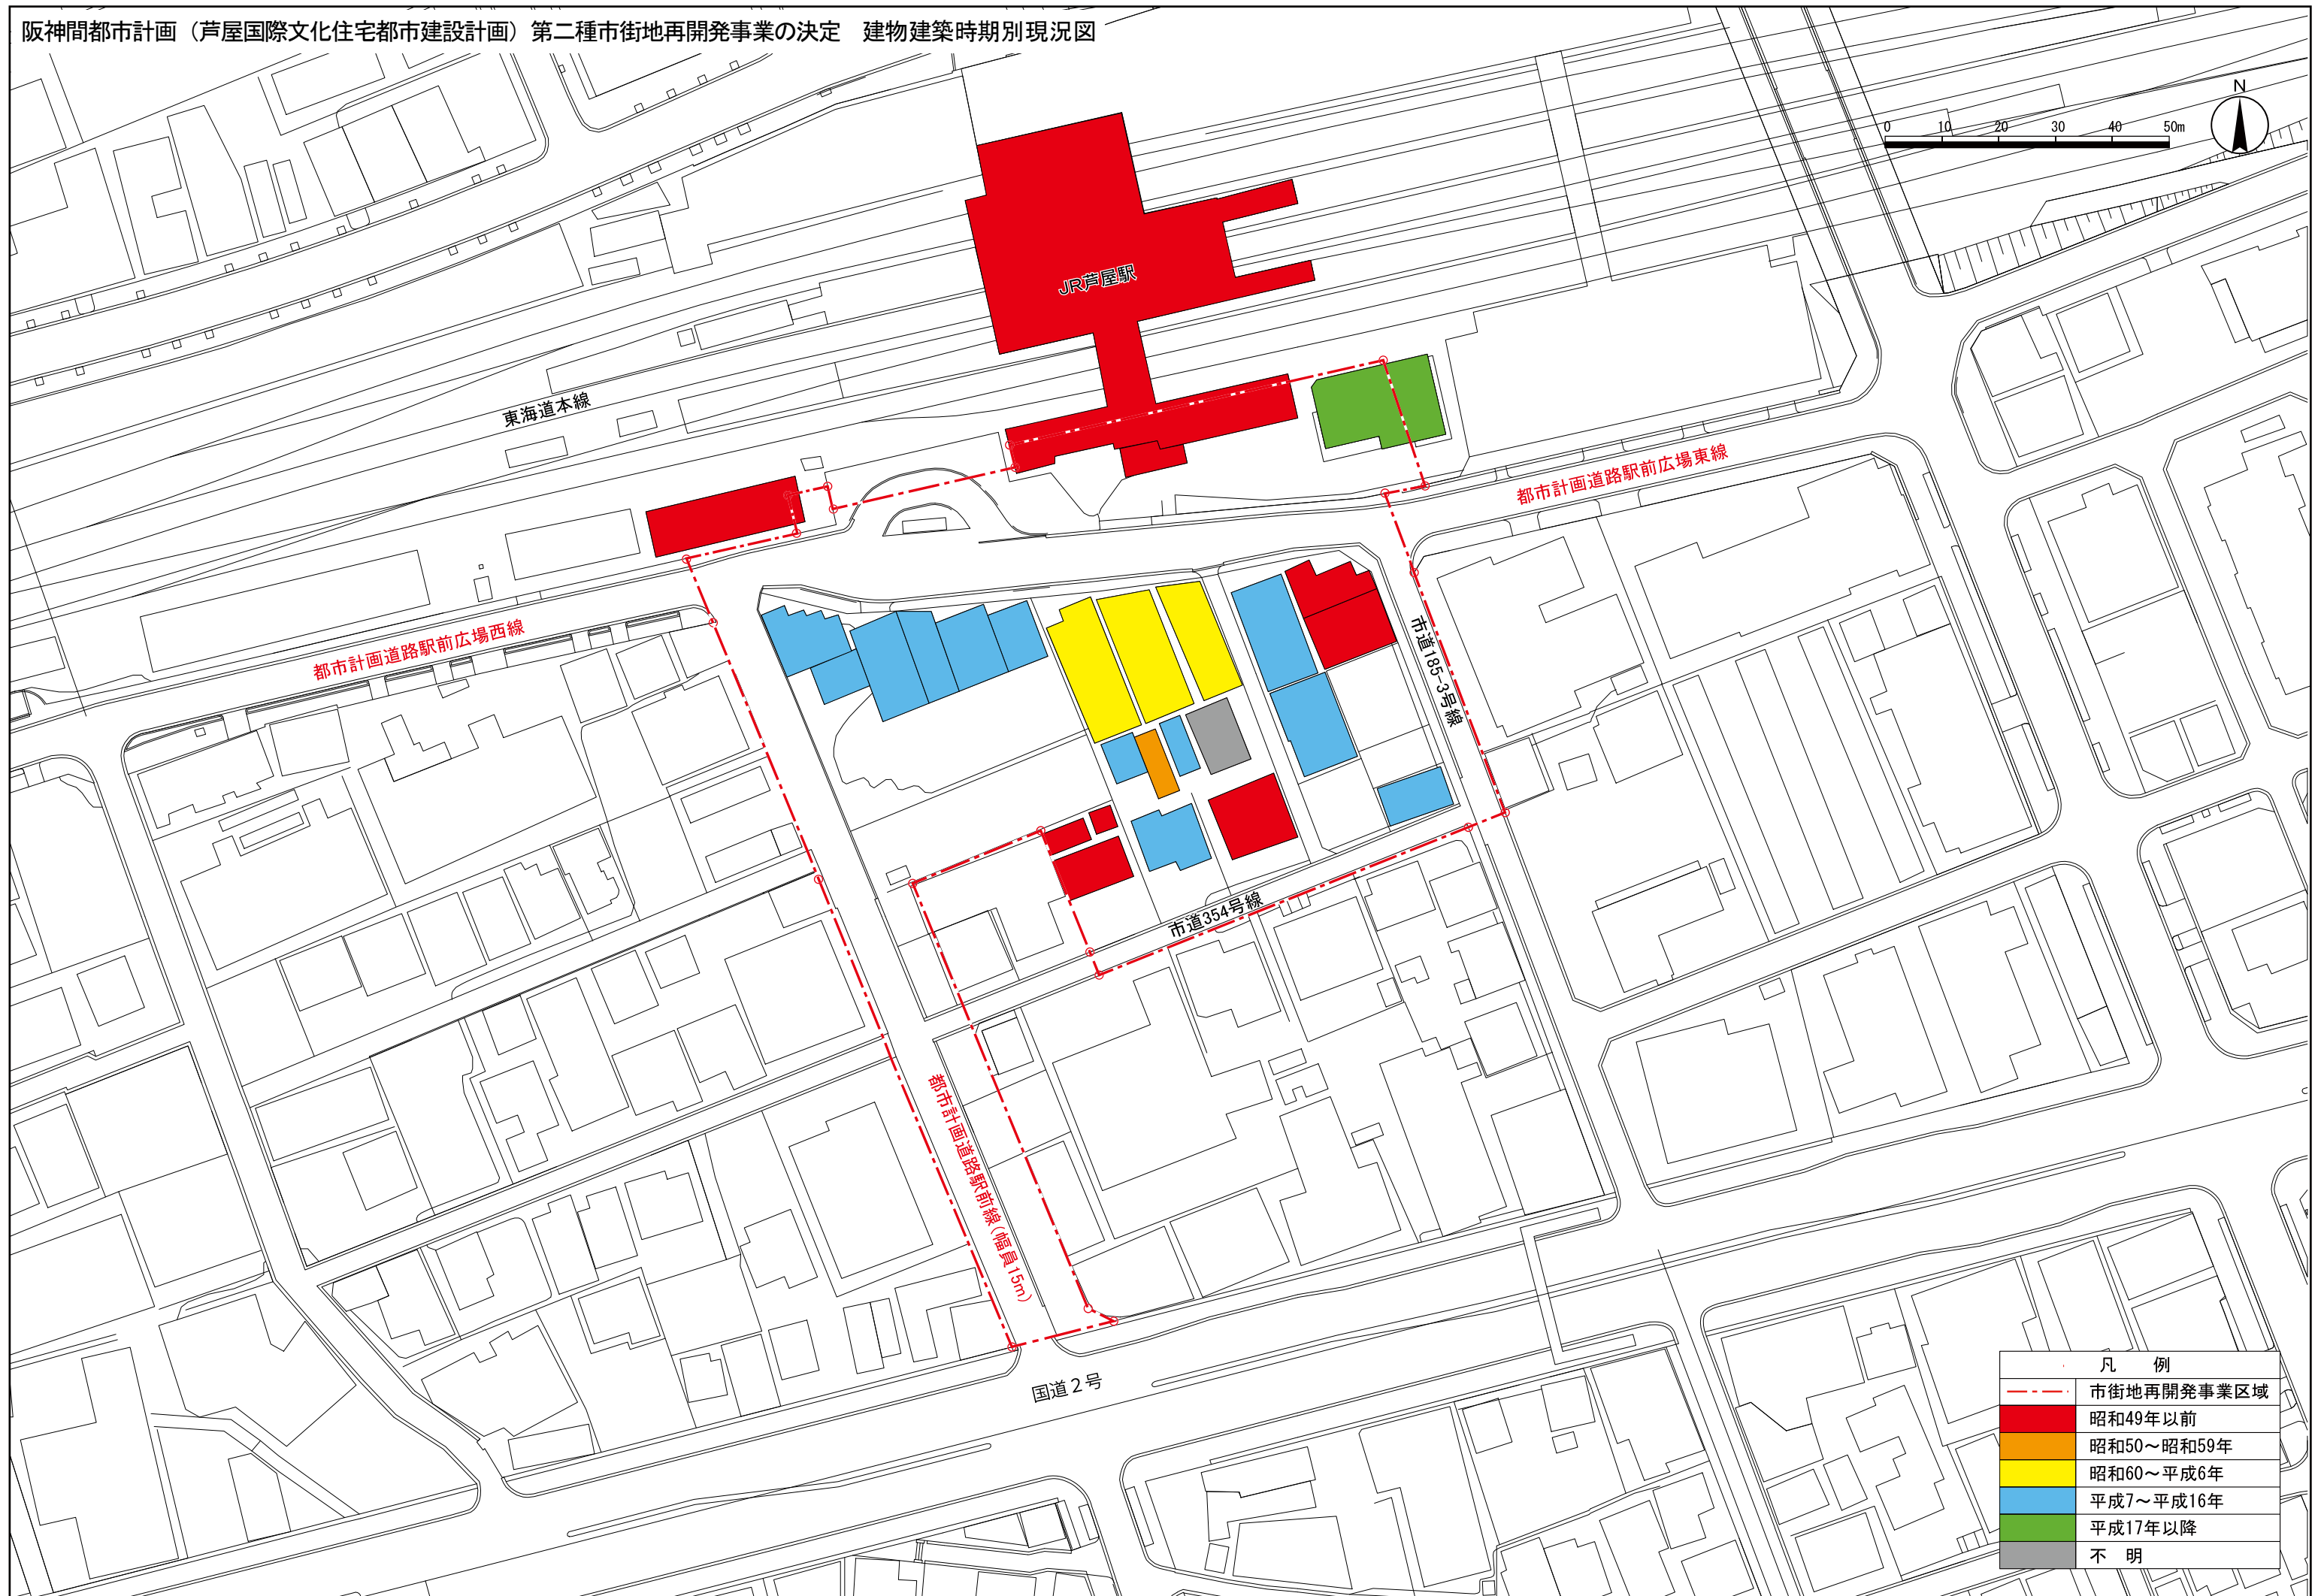 阪神間都市計画（芦屋国際文化住宅都市建設計画）第二種市街地再開発事業の決定　建物建築時期別現況図
N
0 10 20 30 40 50m
JR芦屋駅
東海道本線
都市計画道路駅前広場東線
都市計画道路駅前広場西線
市道185-3号線
市道354号線
都市計画道路駅前線（幅員15m）
国道２号
凡　例
市街地再開発事業区域
昭和49年以前
昭和50～昭和59年
昭和60～平成6年
平成7～平成16年
平成17年以降
不　明